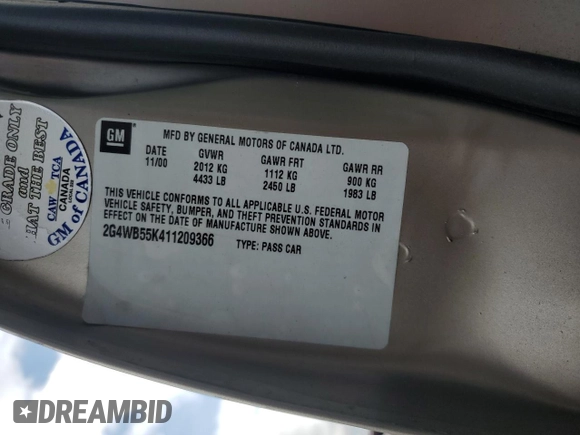 GM
MFD BY GENERAL MOTORS OF CANADA LTD.
DATE GVWR GAWR FRT GAWR RR
11/00 2012 KG 1112 KG 900 KG
4433 LB 2450 LB 1983 LB
THIS VEHICLE CONFORMS TO ALL APPLICABLE U.S. FEDERAL MOTOR
VEHICLE SAFETY, BUMPER, AND THEFT PREVENTION STANDARDS IN
EFFECT ON THE DATE OF MANUFACTURE SHOWN ABOVE.
2G4WB55K411209366 TYPE: PASS CAR
GRADE ONLY
and
THE BEST
CAW TCA
CANADA
GM of CANADA
DREAMBID